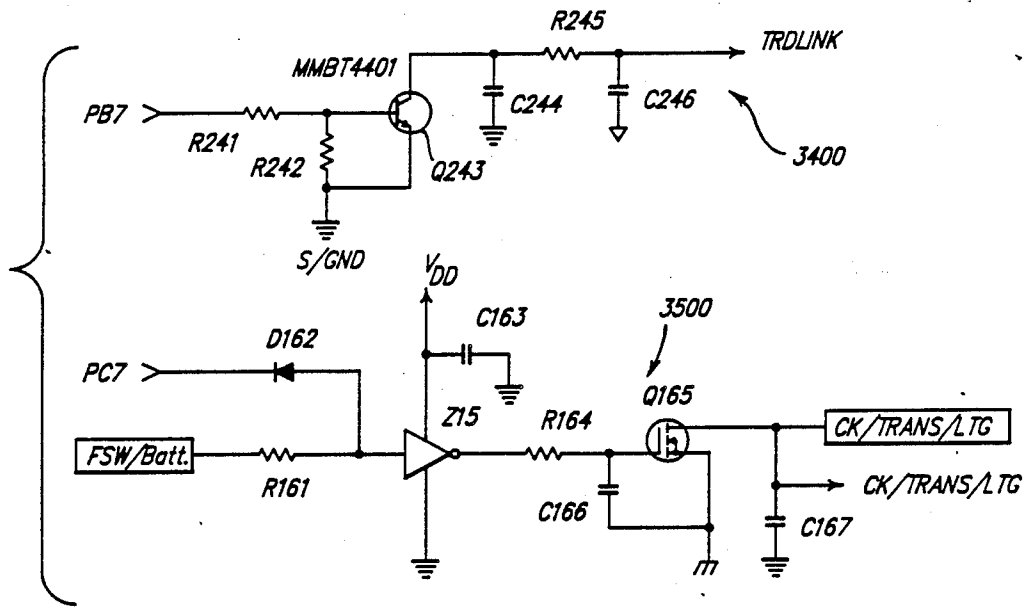 R245
TRDLINK
MMBT4401
C244
C246
PB7
R241
R242
Q243
3400
S/GND
VDD
C163
3500
D162
PC7
Z15
R164
Q165
CK/TRANS/LTG
FSW/Batt.
R161
C166
CK/TRANS/LTG
C167